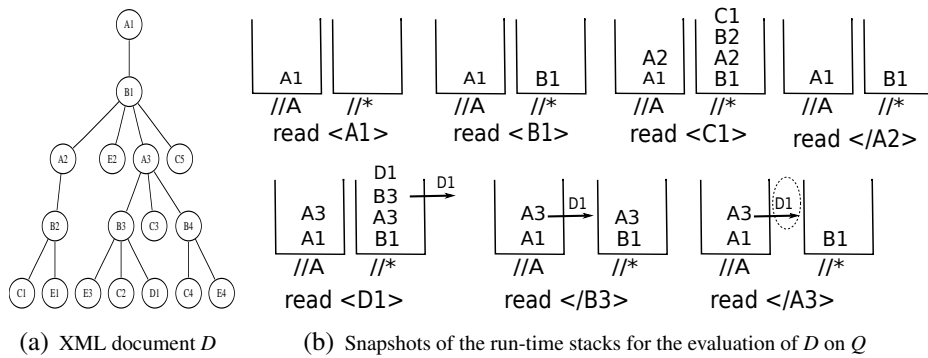 A1
B1
A2 E2 A3 C5
B2 B3 C3 B4
C1 E1 E3 C2 D1 C4 E4
(a) XML document D
A1
//A //*
read <A1>
A1 B1
//A //*
read <B1>
C1
B2
A2 A2
A1 B1
//A //*
read <C1>
A1 B1
//A //*
read </A2>
D1
B3 D1
A3 A3
A1 B1
//A //*
read <D1>
A3 D1 A3
A1 B1
//A //*
read </B3>
A3 D1
A1 B1
//A //*
read </A3>
(b) Snapshots of the run-time stacks for the evaluation of D on Q